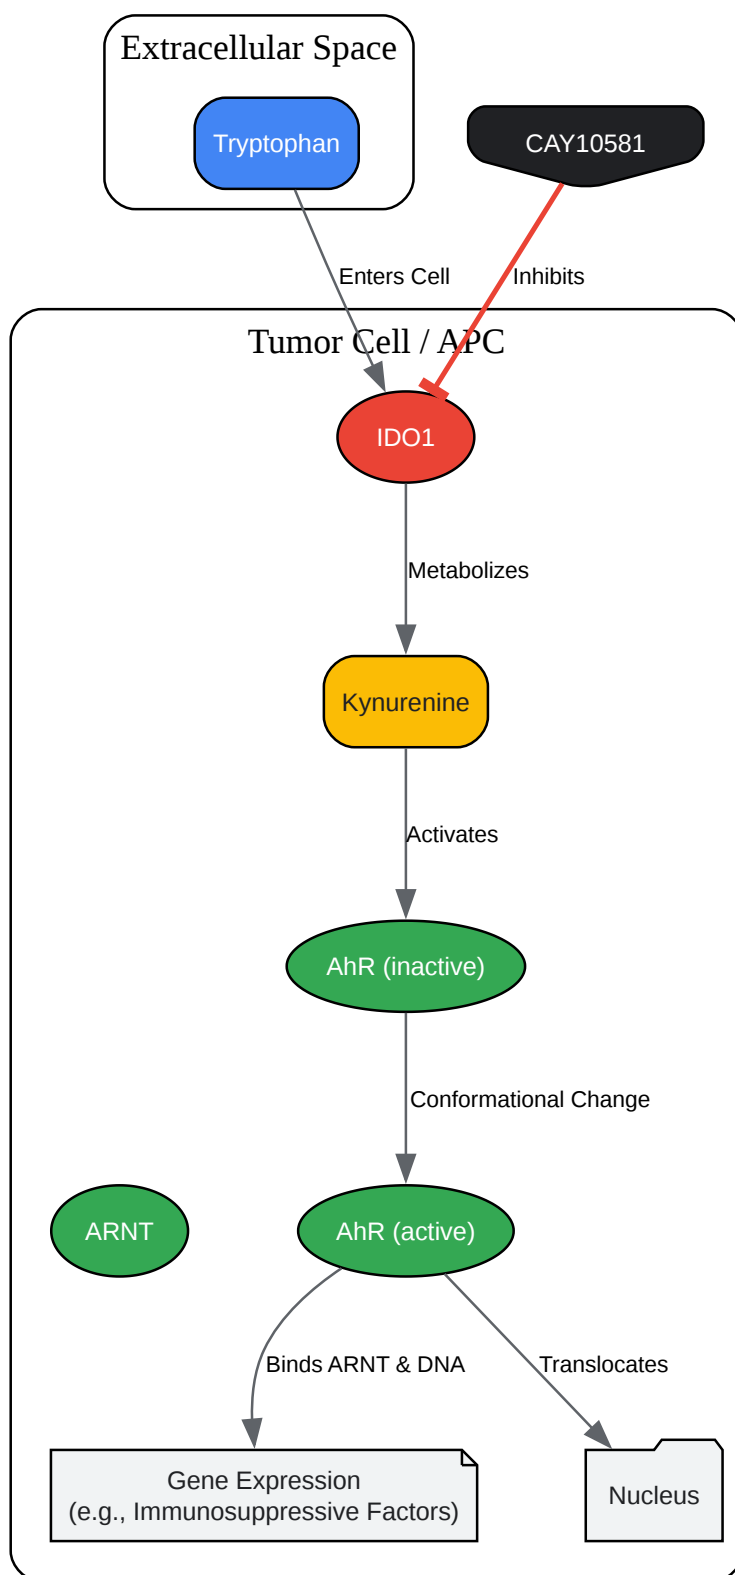 Extracellular Space
Tryptophan
CAY10581
Enters Cell
Inhibits
Tumor Cell / APC
IDO1
Metabolizes
Kynurenine
Activates
AhR (inactive)
Conformational Change
ARNT
AhR (active)
Binds ARNT & DNA
Translocates
Gene Expression
(e.g., Immunosuppressive Factors)
Nucleus